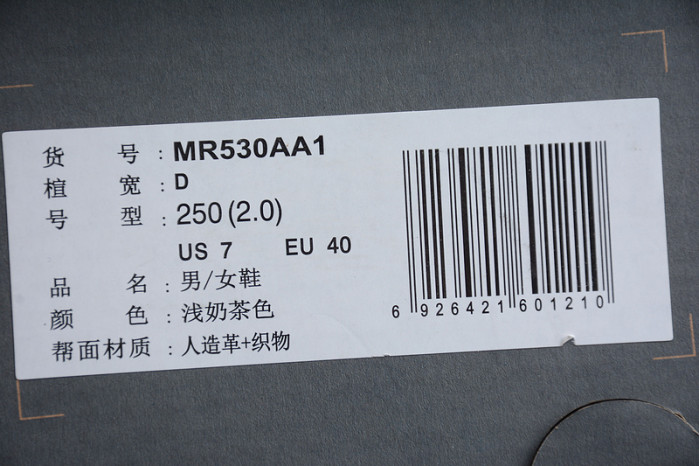 货 号 : MR530AA1
楦 宽 : D
号 型 : 250 (2.0)
US 7 EU 40
品 名 : 男/女鞋
颜 色 : 浅奶茶色
帮面材质 : 人造革+织物
6 926421 601210